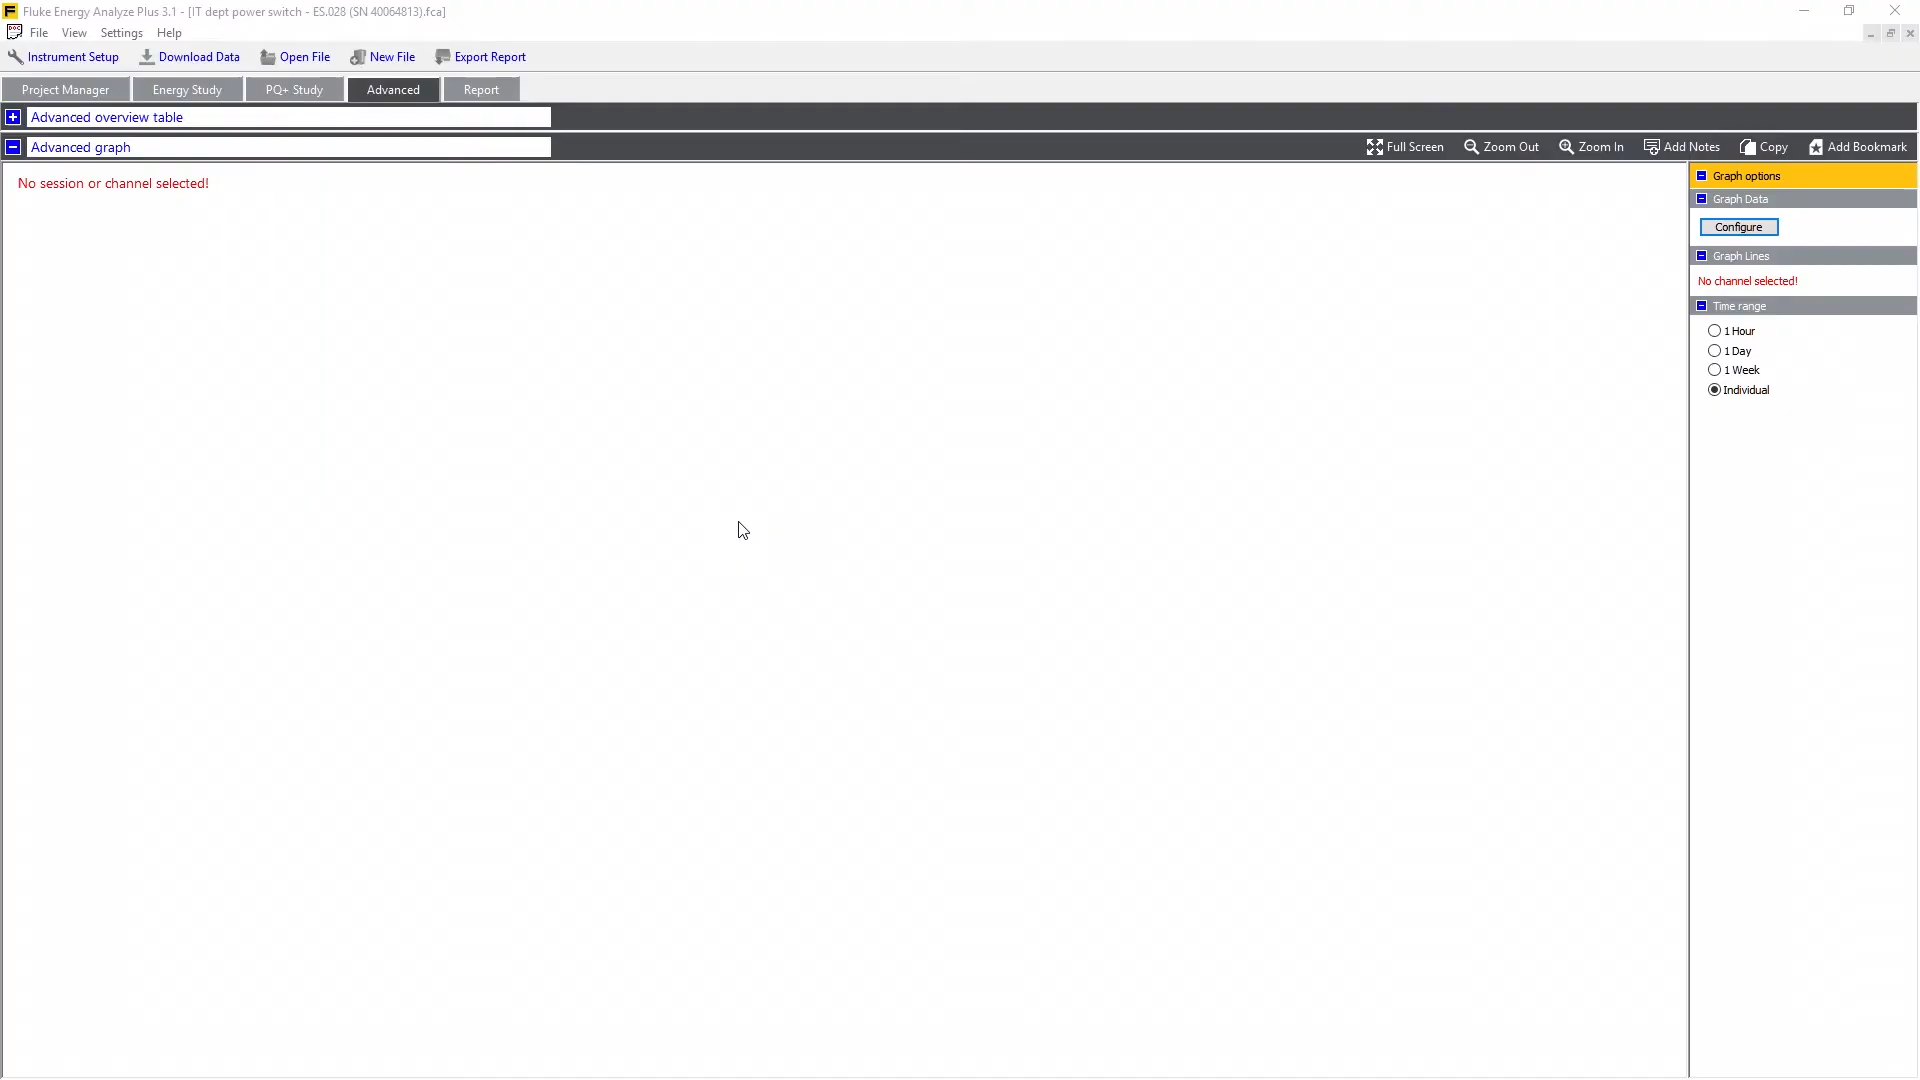 Fluke Energy Analyze Plus 3.1 - [IT dept power switch - ES.028 (SN 40064813).fca]
File View Settings Help
Instrument Setup Download Data Open File New File Export Report
Project Manager Energy Study PQ+ Study Advanced Report
Advanced overview table
Advanced graph Full Screen Zoom Out Zoom In Add Notes Copy Add Bookmark
No session or channel selected!
Graph options
Graph Data
Configure
Graph Lines
No channel selected!
Time range
1 Hour
1 Day
1 Week
Individual